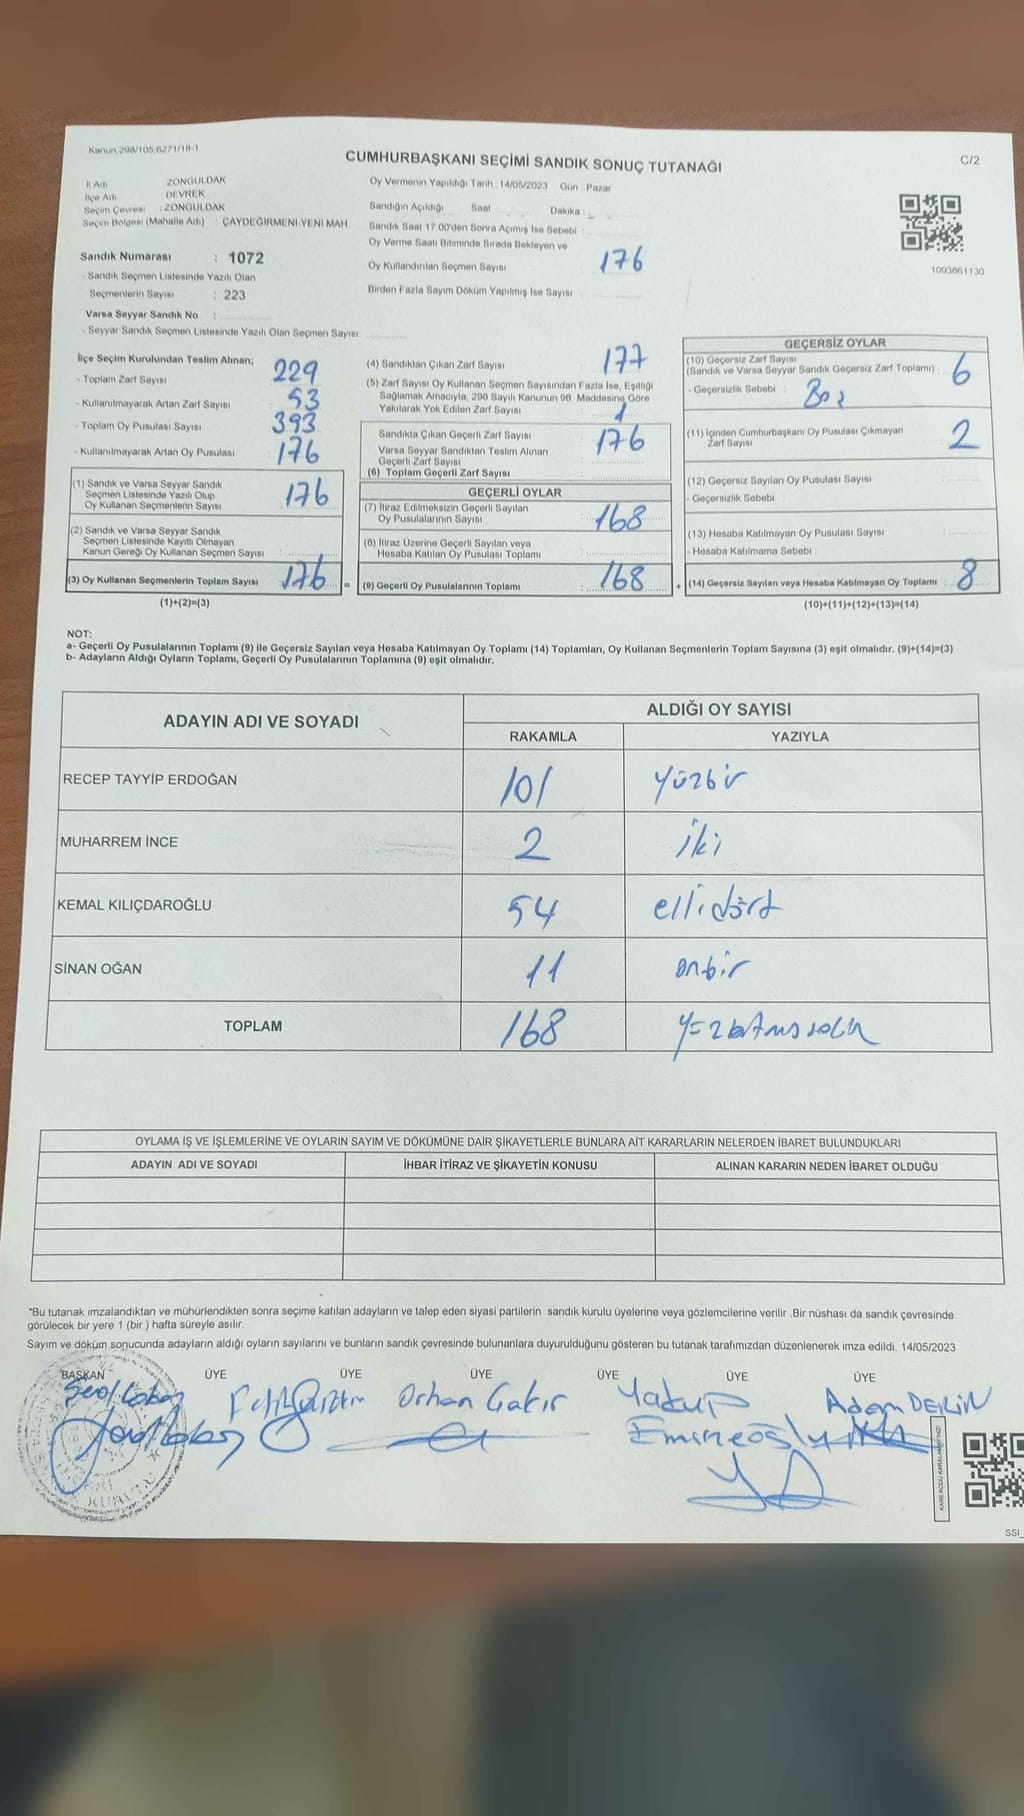 Kanun,298/105,6271/18-1
CUMHURBAŞKANI SEÇİMİ SANDIK SONUÇ TUTANAĞI
C/2
İl Adı ZONGULDAK
İlçe Adı DEVREK
Seçim Çevresi : ZONGULDAK
Seçim Bölgesi (Mahalle Adı) : ÇAYDEĞİRMENİ-YENİ MAH
Oy Vermenin Yapıldığı Tarih : 14/05/2023 Gün : Pazar
Sandığın Açıldığı Saat Dakika :
Sandık Saat 17.00'den Sonra Açımış İse Sebebi :
Oy Verme Saati Bitiminde Sırada Bekleyen ve
Oy Kullandırılan Seçmen Sayısı 176
Birden Fazla Sayım Döküm Yapılmış İse Sayısı
1003661130
Sandık Numarası : 1072
- Sandık Seçmen Listesinde Yazılı Olan
Seçmenlerin Sayısı : 223
Varsa Seyyar Sandık No :
- Seyyar Sandık Seçmen Listesinde Yazılı Olan Seçmen Sayısı:
İlçe Seçim Kurulundan Teslim Alınan;
- Toplam Zarf Sayısı 229
- Kullanılmayarak Artan Zarf Sayısı 53
- Toplam Oy Pusulası Sayısı 393
- Kullanılmayarak Artan Oy Pusulası 176
(1) Sandık ve Varsa Seyyar Sandık
Seçmen Listesinde Yazılı Olup
Oy Kullanan Seçmenlerin Sayısı 176
(2) Sandık ve Varsa Seyyar Sandık
Seçmen Listesinde Kayıtlı Olmayan
Kanun Gereği Oy Kullanan Seçmen Sayısı :
(3) Oy Kullanan Seçmenlerin Toplam Sayısı 176 =
(1)+(2)=(3)
(4) Sandıktan Çıkan Zarf Sayısı 177
(5) Zarf Sayısı Oy Kullanan Seçmen Sayısından Fazla İse, Eşitliği
Sağlamak Amacıyla, 298 Sayılı Kanunun 98. Maddesine Göre
Yakılarak Yok Edilen Zarf Sayısı 1
Sandıkta Çıkan Geçerli Zarf Sayısı 176
Varsa Seyyar Sandıktan Teslim Alınan
Geçerli Zarf Sayısı
(6) Toplam Geçerli Zarf Sayısı
GEÇERLİ OYLAR
(7) İtiraz Edilmeksizin Geçerli Sayılan
Oy Pusulalarının Sayısı 168
(8) İtiraz Üzerine Geçerli Sayılan veya
Hesaba Katılan Oy Pusulası Toplamı
(9) Geçerli Oy Pusulalarının Toplamı 168 +
GEÇERSİZ OYLAR
(10) Geçersiz Zarf Sayısı
(Sandık ve Varsa Seyyar Sandık Geçersiz Zarf Toplamı) : 6
- Geçersizlik Sebebi : Boş
(11) İçinden Cumhurbaşkanı Oy Pusulası Çıkmayan
Zarf Sayısı 2
(12) Geçersiz Sayılan Oy Pusulası Sayısı
- Geçersizlik Sebebi
(13) Hesaba Katılmayan Oy Pusulası Sayısı
- Hesaba Katılmama Sebebi
(14) Geçersiz Sayılan veya Hesaba Katılmayan Oy Toplamı : 8
(10)+(11)+(12)+(13)=(14)
NOT:
a- Geçerli Oy Pusulalarının Toplamı (9) ile Geçersiz Sayılan veya Hesaba Katılmayan Oy Toplamı (14) Toplamları, Oy Kullanan Seçmenlerin Toplam Sayısına (3) eşit olmalıdır. (9)+(14)=(3)
b- Adayların Aldığı Oyların Toplamı, Geçerli Oy Pusulalarının Toplamına (9) eşit olmalıdır.
ADAYIN ADI VE SOYADI ALDIĞI OY SAYISI
RAKAMLA YAZIYLA
RECEP TAYYİP ERDOĞAN 101 yüzbir
MUHARREM İNCE 2 iki
KEMAL KILIÇDAROĞLU 54 ellidört
SİNAN OĞAN 11 onbir
TOPLAM 168
OYLAMA İŞ VE İŞLEMLERİNE VE OYLARIN SAYIM VE DÖKÜMÜNE DAİR ŞİKAYETLERLE BUNLARA AİT KARARLARIN NELERDEN İBARET BULUNDUKLARI
ADAYIN ADI VE SOYADI İHBAR İTİRAZ VE ŞİKAYETİN KONUSU ALINAN KARARIN NEDEN İBARET OLDUĞU
*Bu tutanak imzalandıktan ve mühürlendikten sonra seçime katılan adayların ve talep eden siyasi partilerin sandık kurulu üyelerine veya gözlemcilerine verilir .Bir nüshası da sandık çevresinde
görülecek bir yere 1 (bir ) hafta süreyle asılır.
Sayım ve döküm sonucunda adayların aldığı oyların sayılarını ve bunların sandık çevresinde bulunanlara duyurulduğunu gösteren bu tutanak tarafımızdan düzenlenerek imza edildi. 14/05/2023
BAŞKAN ÜYE ÜYE ÜYE ÜYE ÜYE ÜYE
Orhan Çakır Yakup Adem
SSI_